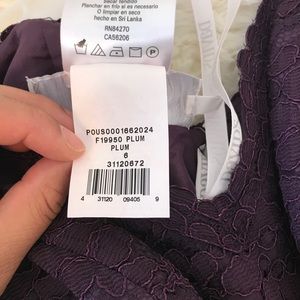 Secar tendido
Planchar en frío si es necesario
O limpiar en seco
hecho en Sri Lanka
RN84270
CA56206
POUS0001662024
F19950 PLUM
PLUM
6
31120672
4 31120 09405 9